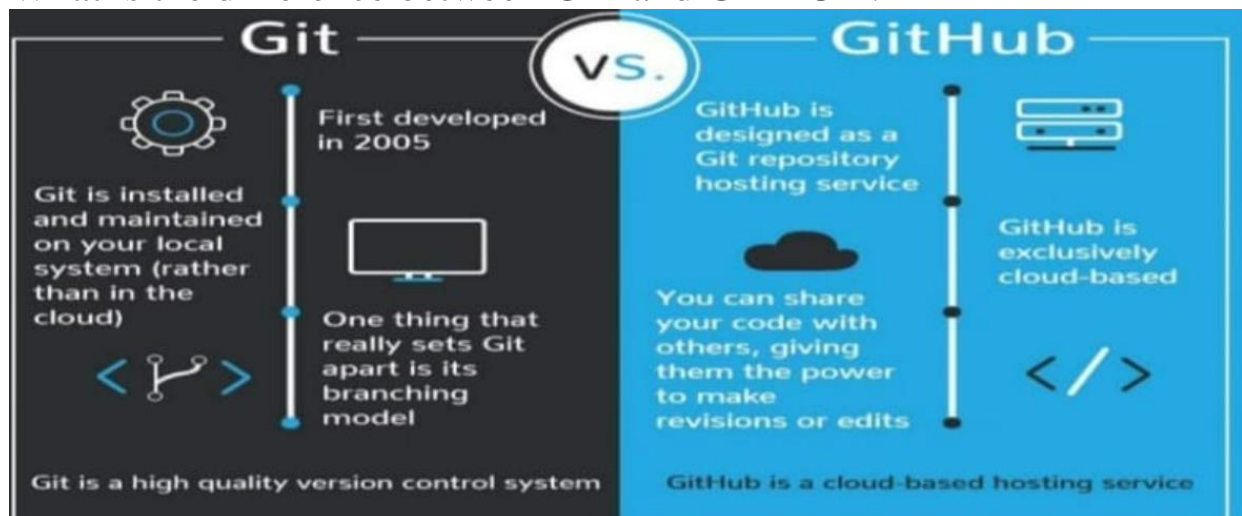 Git
VS.
GitHub
First developed
in 2005
Git is installed
and maintained
on your local
system (rather
than in the
cloud)
One thing that
really sets Git
apart is its
branching
model
Git is a high quality version control system
GitHub is
designed as a
Git repository
hosting service
GitHub is
exclusively
cloud-based
You can share
your code with
others, giving
them the power
to make
revisions or edits
GitHub is a cloud-based hosting service